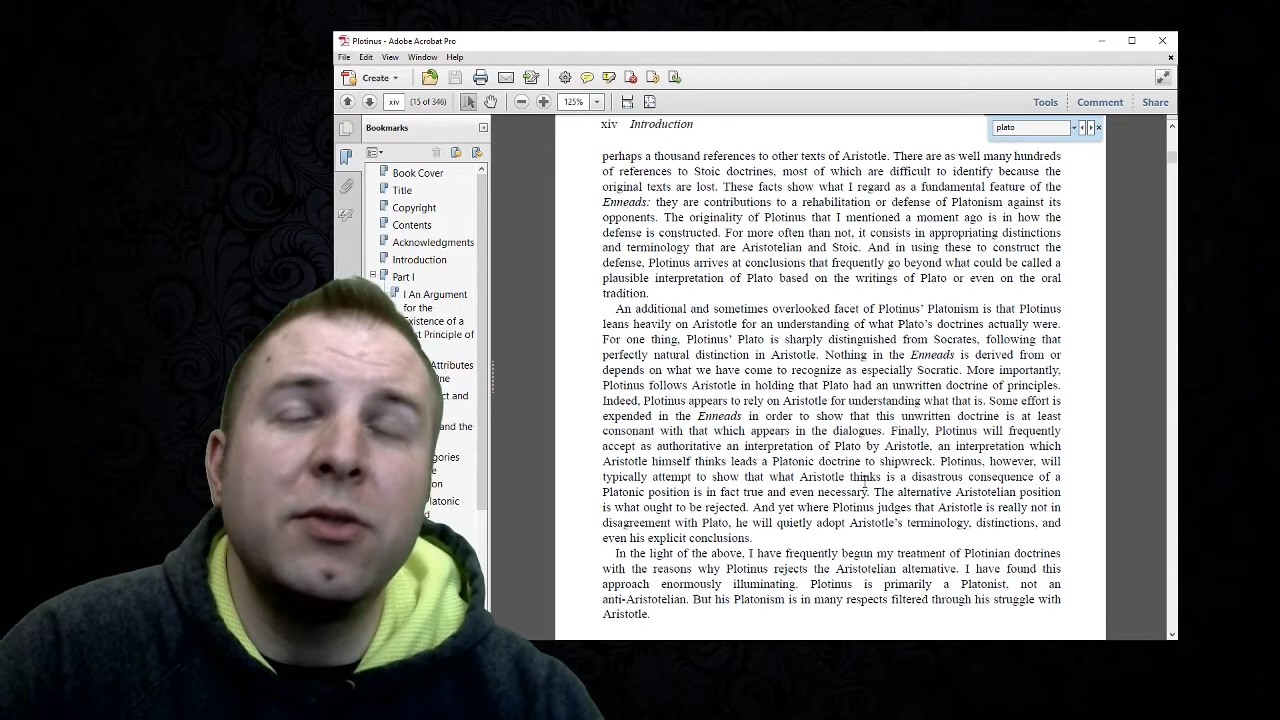 Plotinus - Adobe Acrobat Pro
File Edit View Window Help
Create
xiv (15 of 346) 125% Tools Comment Share
Bookmarks
Book Cover
Title
Copyright
Contents
Acknowledgments
Introduction
Part I
I An Argument
for the
Existence of a
st Principle of
Attributes
One
ct and
and the
egories
atonic
xiv Introduction
plato
perhaps a thousand references to other texts of Aristotle. There are as well many hundreds
of references to Stoic doctrines, most of which are difficult to identify because the
original texts are lost. These facts show what I regard as a fundamental feature of the
Enneads: they are contributions to a rehabilitation or defense of Platonism against its
opponents. The originality of Plotinus that I mentioned a moment ago is in how the
defense is constructed. For more often than not, it consists in appropriating distinctions
and terminology that are Aristotelian and Stoic. And in using these to construct the
defense, Plotinus arrives at conclusions that frequently go beyond what could be called a
plausible interpretation of Plato based on the writings of Plato or even on the oral
tradition.
An additional and sometimes overlooked facet of Plotinus' Platonism is that Plotinus
leans heavily on Aristotle for an understanding of what Plato's doctrines actually were.
For one thing, Plotinus' Plato is sharply distinguished from Socrates, following that
perfectly natural distinction in Aristotle. Nothing in the Enneads is derived from or
depends on what we have come to recognize as especially Socratic. More importantly,
Plotinus follows Aristotle in holding that Plato had an unwritten doctrine of principles.
Indeed, Plotinus appears to rely on Aristotle for understanding what that is. Some effort is
expended in the Enneads in order to show that this unwritten doctrine is at least
consonant with that which appears in the dialogues. Finally, Plotinus will frequently
accept as authoritative an interpretation of Plato by Aristotle, an interpretation which
Aristotle himself thinks leads a Platonic doctrine to shipwreck. Plotinus, however, will
typically attempt to show that what Aristotle thinks is a disastrous consequence of a
Platonic position is in fact true and even necessary. The alternative Aristotelian position
is what ought to be rejected. And yet where Plotinus judges that Aristotle is really not in
disagreement with Plato, he will quietly adopt Aristotle's terminology, distinctions, and
even his explicit conclusions.
In the light of the above, I have frequently begun my treatment of Plotinian doctrines
with the reasons why Plotinus rejects the Aristotelian alternative. I have found this
approach enormously illuminating. Plotinus is primarily a Platonist, not an
anti-Aristotelian. But his Platonism is in many respects filtered through his struggle with
Aristotle.